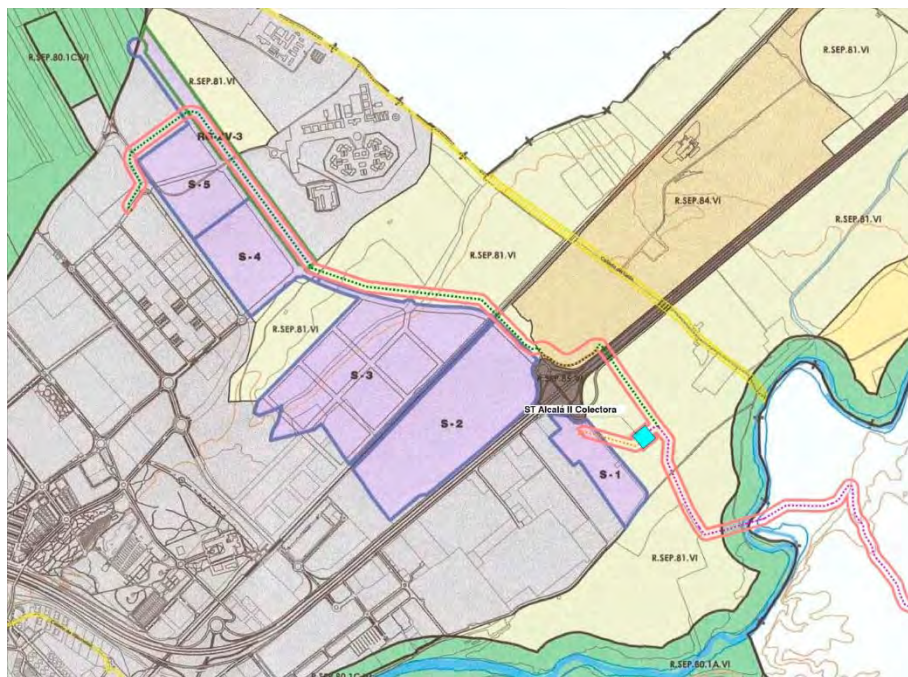 R.SEP.81.VI
R.SEP.80.1C.VI
R.SEP.81.VI
S - 5
R.SEP.84.VI
R.SEP.81.VI
S - 4
R.SEP.81.VI
R.SEP.81.VI
S - 3
ST Alcalá II Colectora
S - 2
S - 1
R.SEP.81.VI
R.SEP.80.1A.VI